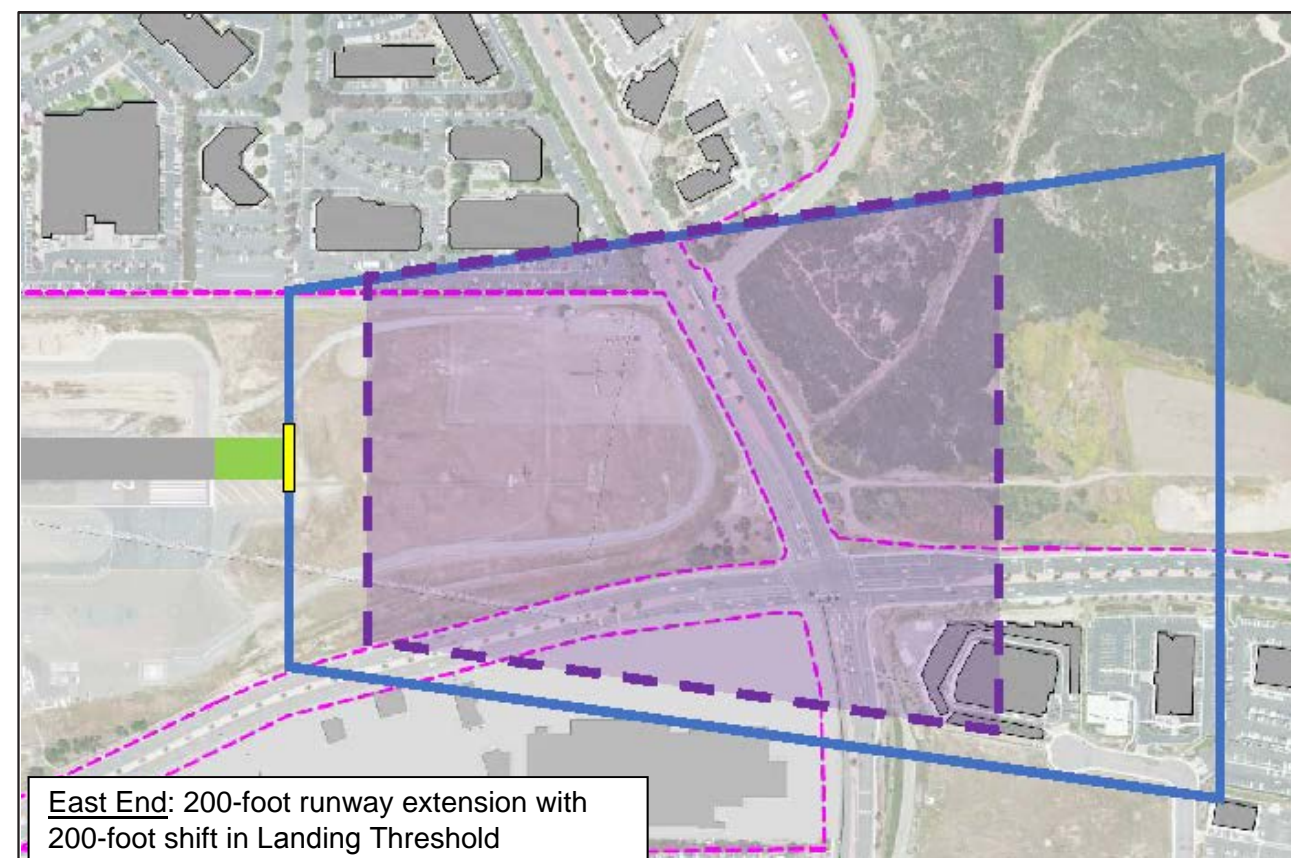 East End: 200-foot runway extension with
200-foot shift in Landing Threshold